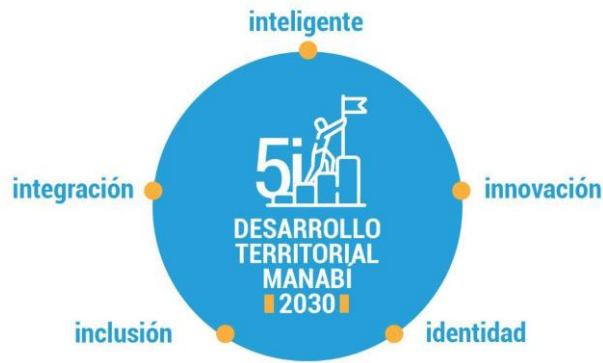 inteligente
integración
innovación
5i
DESARROLLO
TERRITORIAL
MANABÍ
2030
inclusión
identidad